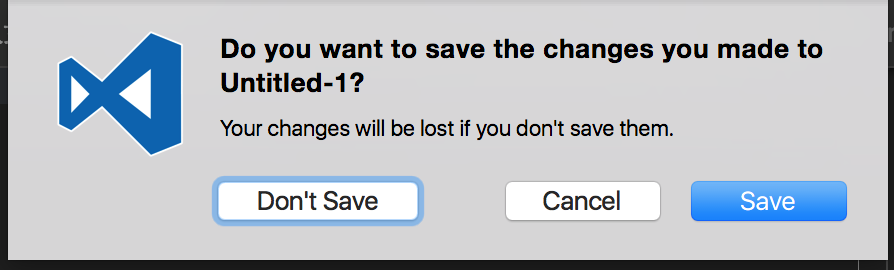 Do you want to save the changes you made to
Untitled-1?
Your changes will be lost if you don't save them.
Don't Save
Cancel
Save